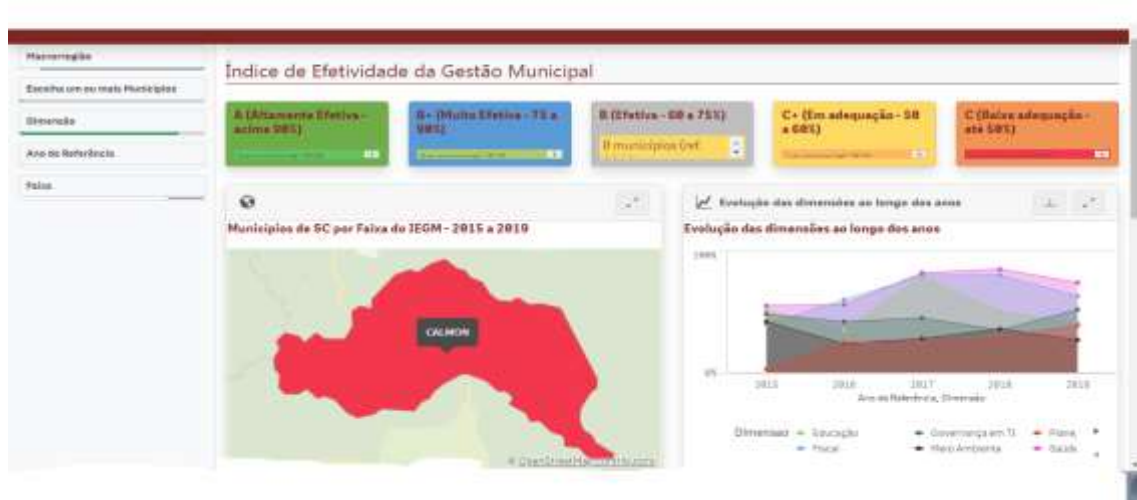 Macrorregião
Escolha um ou mais Municípios
Dimensão
Ano de Referência
Faixa
Índice de Efetividade da Gestão Municipal
A (Altamente Efetiva -
acima 90%)
B+ (Muito Efetiva - 75 a
90%)
B (Efetiva - 60 a 75%)
municípios
C+ (Em adequação - 50
a 60%)
C (Baixa adequação -
até 50%)
Municípios de SC por Faixa do IEGM - 2015 a 2019
CALMON
© OpenStreetMap
Evolução das dimensões ao longo dos anos
Evolução das dimensões ao longo dos anos
100%
0%
2015 2016 2017 2018 2019
Ano de Referência, Dimensão
Dimensao Educação Governança em TI Plane
Fiscal Meio Ambiente Saúde